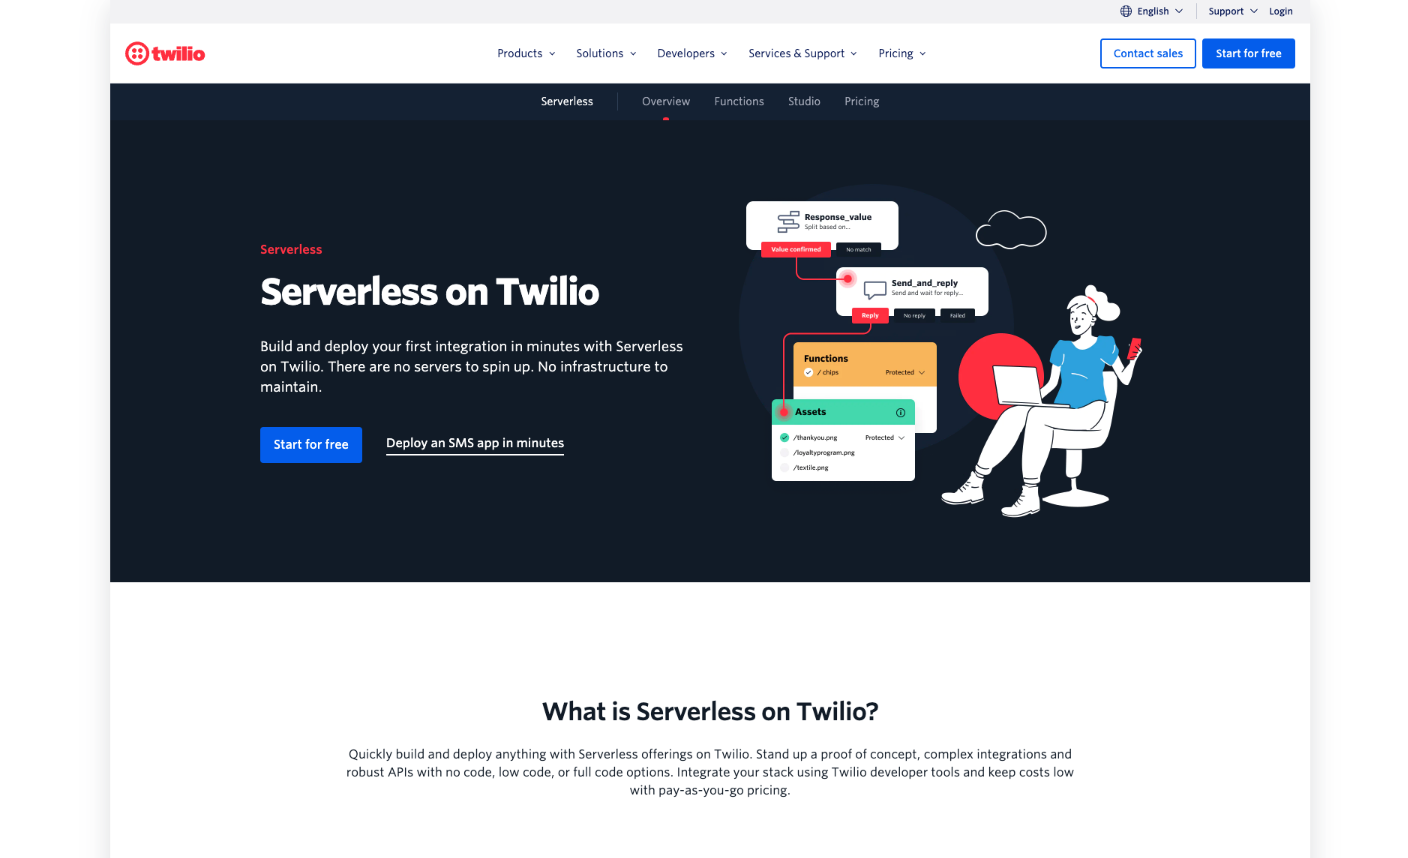 English
Support
Login
twilio
Products
Solutions
Developers
Services & Support
Pricing
Contact sales
Start for free
Serverless
Overview
Functions
Studio
Pricing
Serverless
Serverless on Twilio
Build and deploy your first integration in minutes with Serverless
on Twilio. There are no servers to spin up. No infrastructure to
maintain.
Start for free
Deploy an SMS app in minutes
Response_value
Split based on...
Value confirmed
No match
Send_and_reply
Send and wait for reply...
Reply
No reply
Failed
Functions
/ chips
Protected
Assets
/thankyou.png
Protected
/loyaltyprogram.png
/textile.png
What is Serverless on Twilio?
Quickly build and deploy anything with Serverless offerings on Twilio. Stand up a proof of concept, complex integrations and
robust APIs with no code, low code, or full code options. Integrate your stack using Twilio developer tools and keep costs low
with pay-as-you-go pricing.